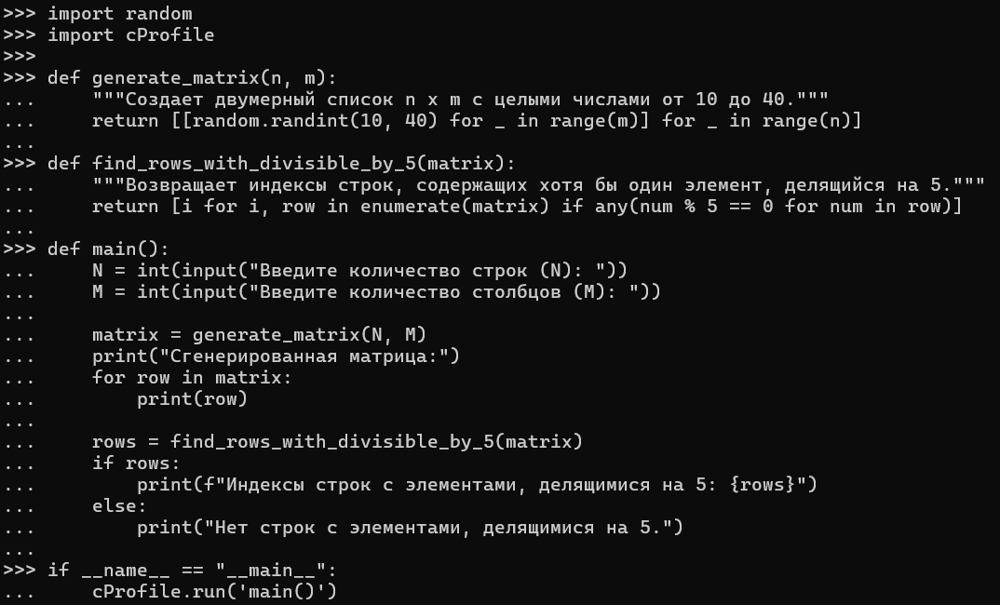 >>> import random
>>> import cProfile
>>>
>>> def generate_matrix(n, m):
...     """Создает двумерный список n x m с целыми числами от 10 до 40."""
...     return [[random.randint(10, 40) for _ in range(m)] for _ in range(n)]
...
>>> def find_rows_with_divisible_by_5(matrix):
...     """Возвращает индексы строк, содержащих хотя бы один элемент, делящийся на 5."""
...     return [i for i, row in enumerate(matrix) if any(num % 5 == 0 for num in row)]
...
>>> def main():
...     N = int(input("Введите количество строк (N): "))
...     M = int(input("Введите количество столбцов (M): "))
...
...     matrix = generate_matrix(N, M)
...     print("Сгенерированная матрица:")
...     for row in matrix:
...         print(row)
...
...     rows = find_rows_with_divisible_by_5(matrix)
...     if rows:
...         print(f"Индексы строк с элементами, делящимися на 5: {rows}")
...     else:
...         print("Нет строк с элементами, делящимися на 5.")
...
>>> if __name__ == "__main__":
...     cProfile.run('main()')